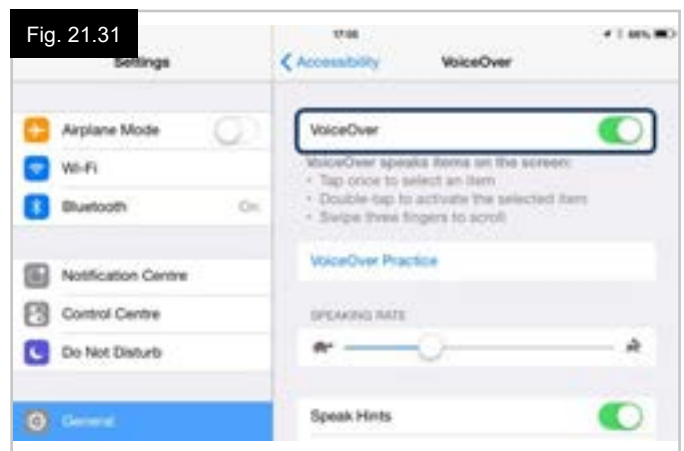 Fig. 21.31
Settings
Airplane Mode
Wi-Fi
Bluetooth On
Notification Centre
Control Centre
Do Not Disturb
General
17:05
Accessibility VoiceOver
VoiceOver
VoiceOver speaks items on the screen:
• Tap once to select an item
• Double-tap to activate the selected item
• Swipe three fingers to scroll
VoiceOver Practice
SPEAKING RATE
Speak Hints